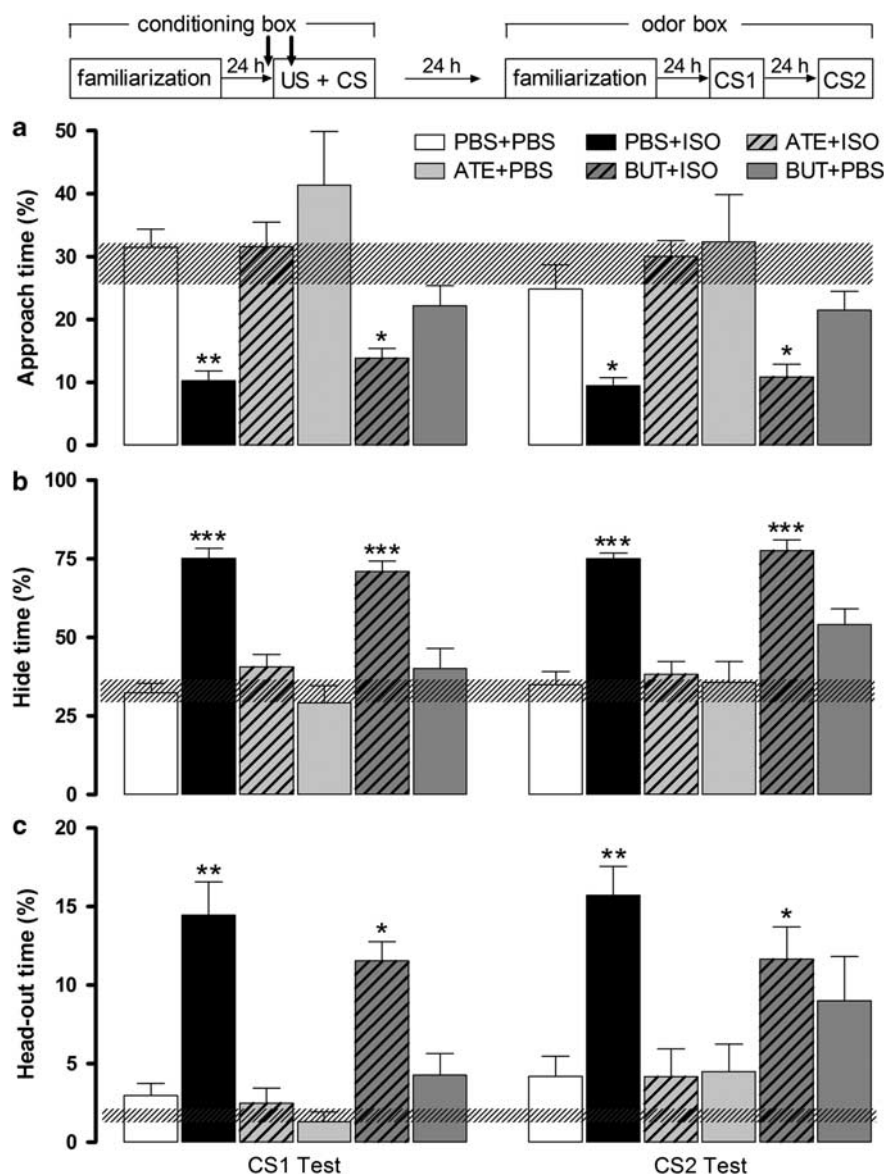 conditioning box
odor box
familiarization 24 h US + CS 24 h familiarization 24 h CS1 24 h CS2
a
PBS+PBS PBS+ISO ATE+ISO
ATE+PBS BUT+ISO BUT+PBS
Approach time (%)
50
40
30
20
10
0
** * * *
b
Hide time (%)
100
75
50
25
0
*** *** *** ***
c
Head-out time (%)
20
15
10
5
0
** * ** *
CS1 Test CS2 Test